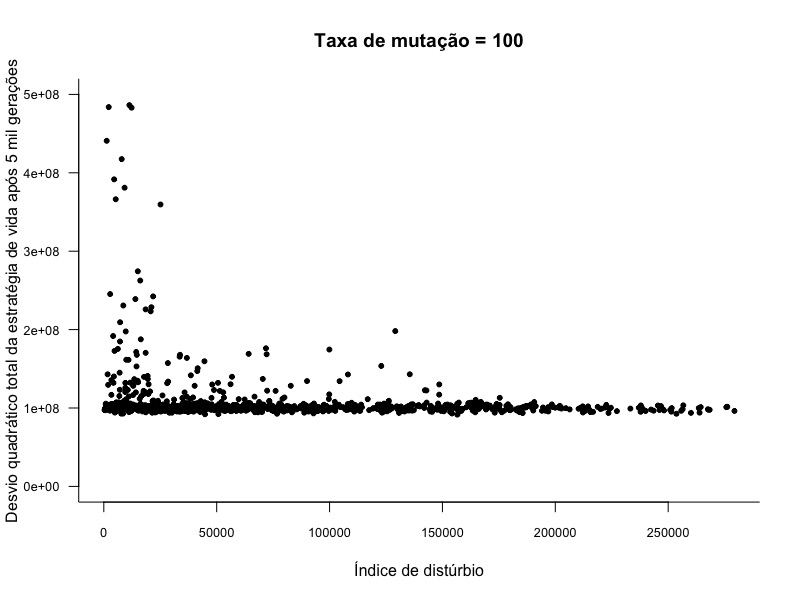 Taxa de mutação = 100
Desvio quadrático total da estratégia de vida após 5 mil gerações
5e+08
4e+08
3e+08
2e+08
1e+08
0e+00
0 50000 100000 150000 200000 250000
Índice de distúrbio